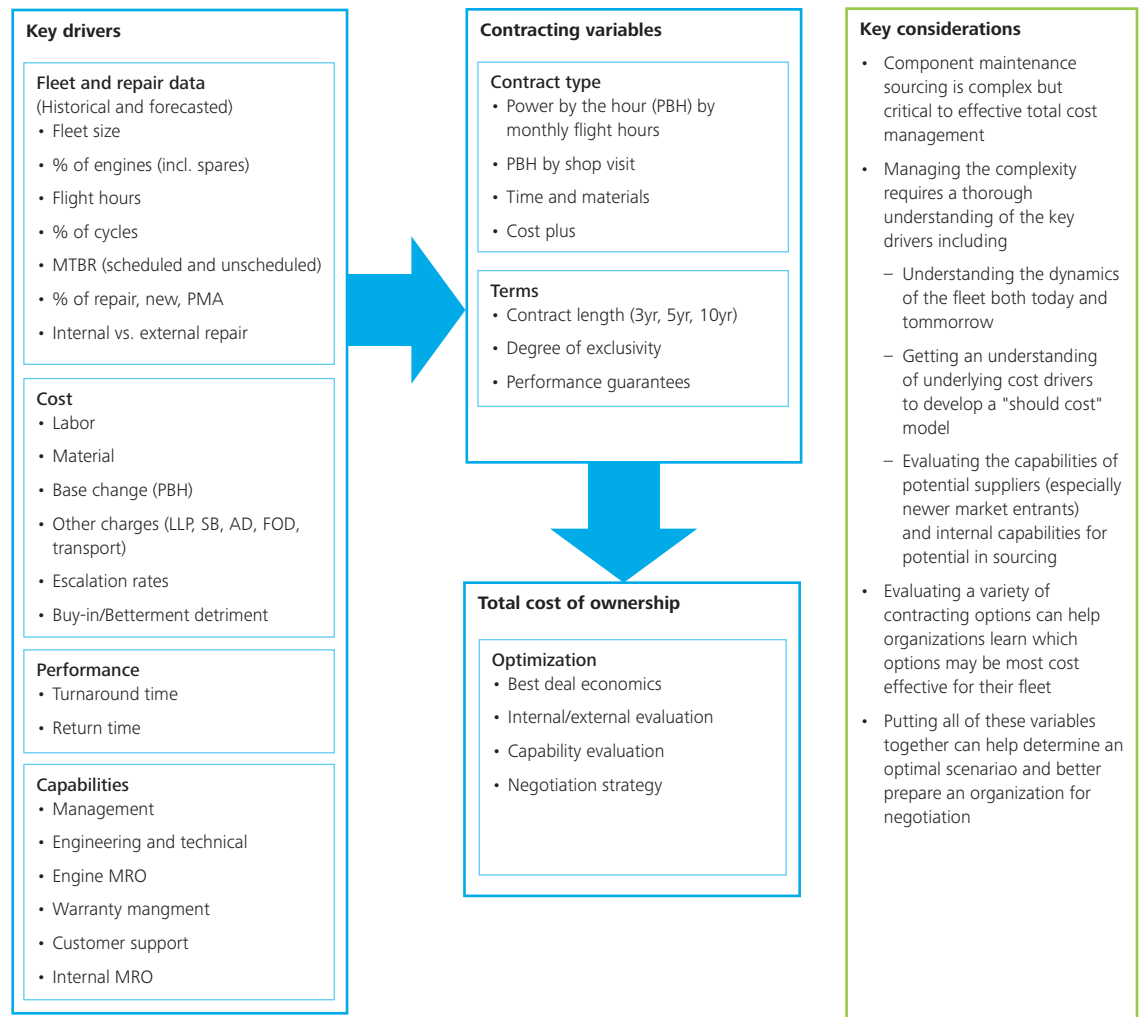 Key drivers
Fleet and repair data
(Historical and forecasted)
• Fleet size
• % of engines (incl. spares)
• Flight hours
• % of cycles
• MTBR (scheduled and unscheduled)
• % of repair, new, PMA
• Internal vs. external repair
Cost
• Labor
• Material
• Base change (PBH)
• Other charges (LLP, SB, AD, FOD,
transport)
• Escalation rates
• Buy-in/Betterment detriment
Performance
• Turnaround time
• Return time
Capabilities
• Management
• Engineering and technical
• Engine MRO
• Warranty mangment
• Customer support
• Internal MRO
Contracting variables
Contract type
• Power by the hour (PBH) by
monthly flight hours
• PBH by shop visit
• Time and materials
• Cost plus
Terms
• Contract length (3yr, 5yr, 10yr)
• Degree of exclusivity
• Performance guarantees
Total cost of ownership
Optimization
• Best deal economics
• Internal/external evaluation
• Capability evaluation
• Negotiation strategy
Key considerations
• Component maintenance
sourcing is complex but
critical to effective total cost
management
• Managing the complexity
requires a thorough
understanding of the key
drivers including
– Understanding the dynamics
of the fleet both today and
tommorrow
– Getting an understanding
of underlying cost drivers
to develop a "should cost"
model
– Evaluating the capabilities of
potential suppliers (especially
newer market entrants)
and internal capabilities for
potential in sourcing
• Evaluating a variety of
contracting options can help
organizations learn which
options may be most cost
effective for their fleet
• Putting all of these variables
together can help determine an
optimal scenariao and better
prepare an organization for
negotiation